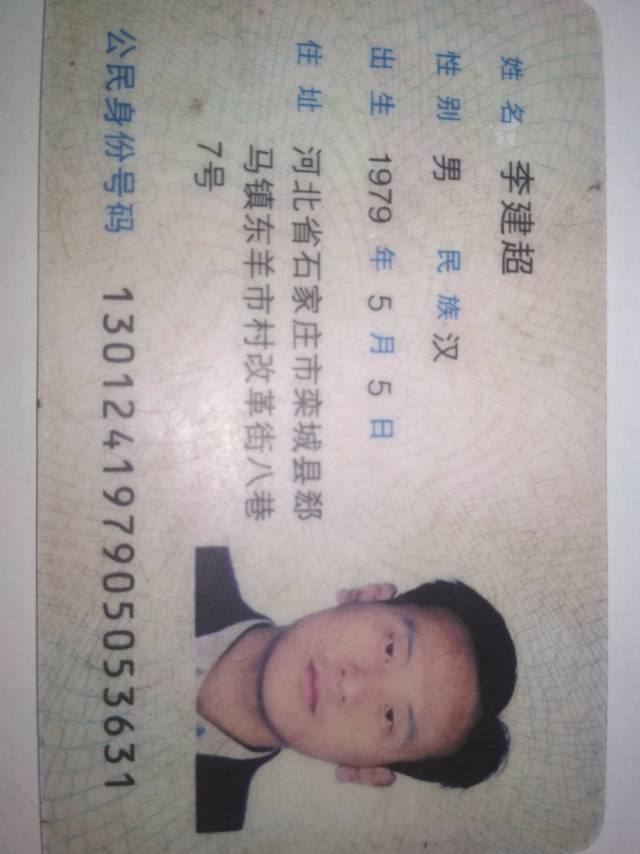 姓名 李建超
性别 男 民族 汉
出生 1979 年 5 月 5 日
住址 河北省石家庄市栾城县郄
马镇东羊市村改革街八巷
7号
公民身份号码 130124197905053631